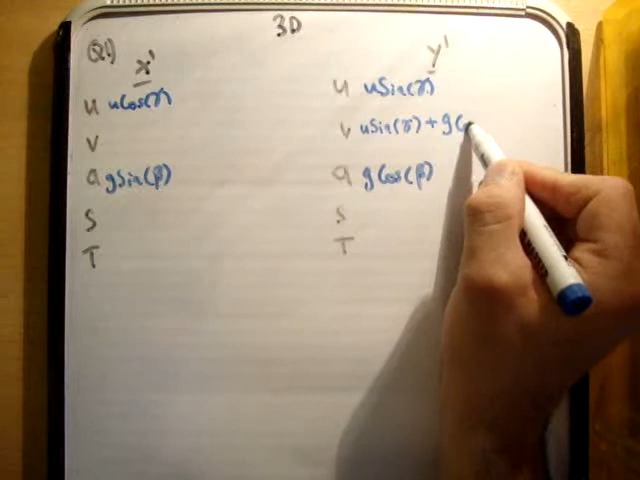 3D
Q1)
x'
u uCos(γ)
v
a gSin(β)
S
T
y'
u uSin(γ)
v uSin(γ) + g(
a gCos(β)
S
T